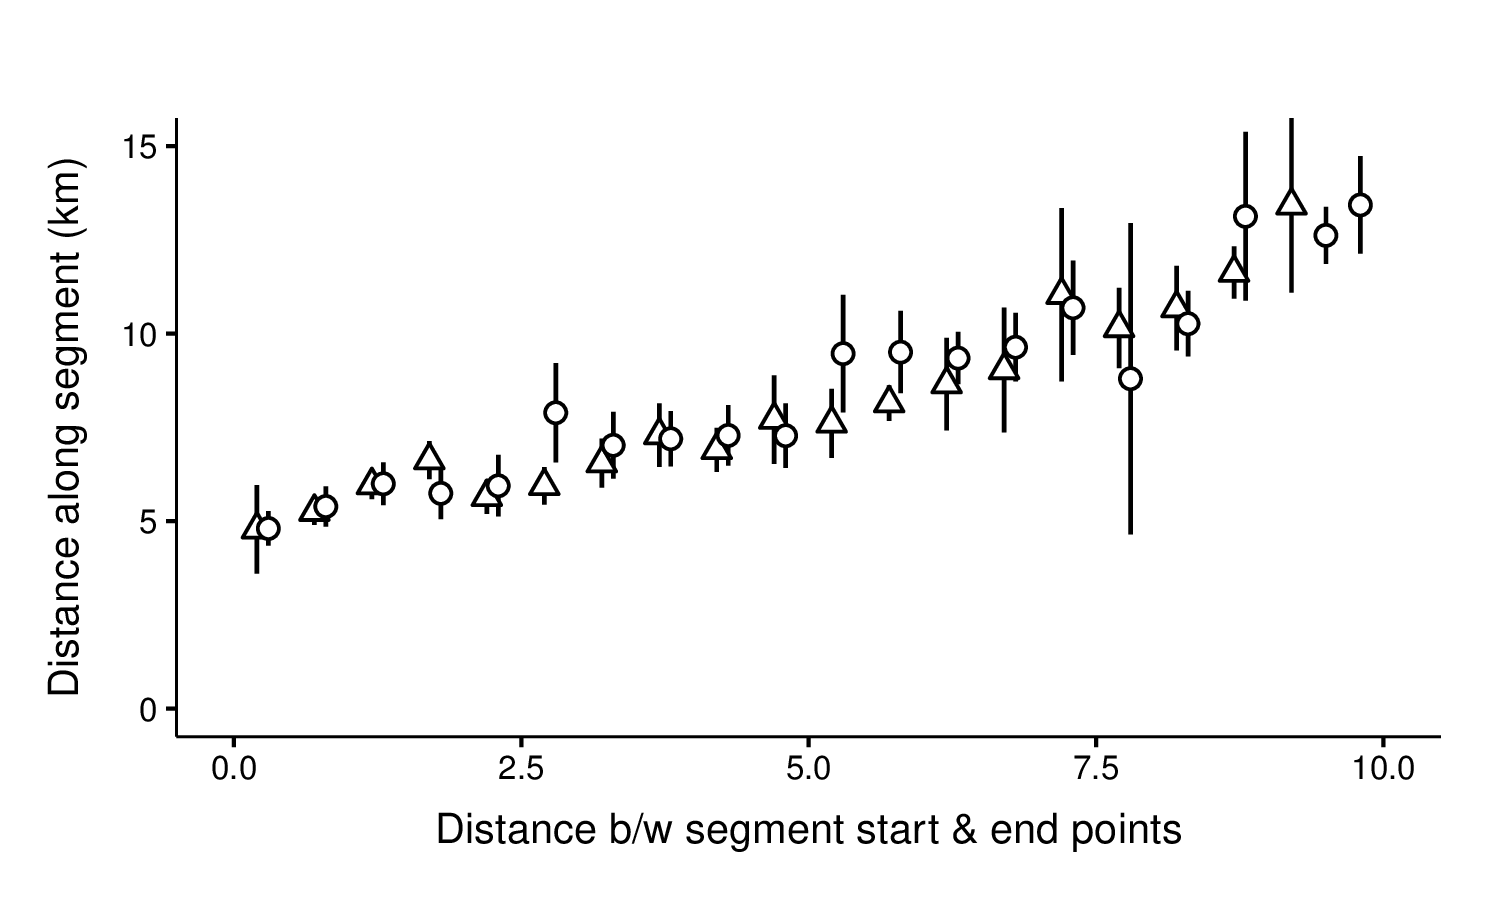 Distance along segment (km)
15
10
5
0
0.0 2.5 5.0 7.5 10.0
Distance b/w segment start & end points